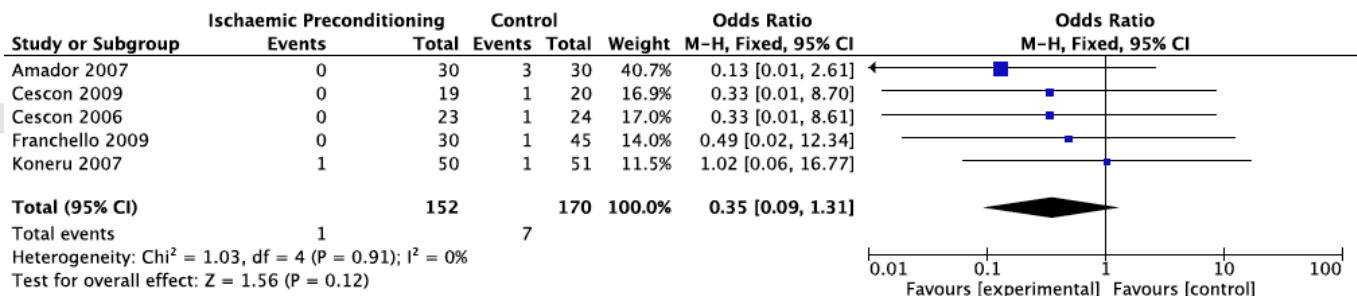 Ischaemic Preconditioning Control Odds Ratio Odds Ratio
Study or Subgroup Events Total Events Total Weight M-H, Fixed, 95% CI M-H, Fixed, 95% CI
Amador 2007 0 30 3 30 40.7% 0.13 [0.01, 2.61]
Cescon 2009 0 19 1 20 16.9% 0.33 [0.01, 8.70]
Cescon 2006 0 23 1 24 17.0% 0.33 [0.01, 8.61]
Franchello 2009 0 30 1 45 14.0% 0.49 [0.02, 12.34]
Koneru 2007 1 50 1 51 11.5% 1.02 [0.06, 16.77]
Total (95% CI) 152 170 100.0% 0.35 [0.09, 1.31]
Total events 1 7
Heterogeneity: Chi² = 1.03, df = 4 (P = 0.91); I² = 0%
Test for overall effect: Z = 1.56 (P = 0.12)
0.01 0.1 1 10 100
Favours [experimental] Favours [control]